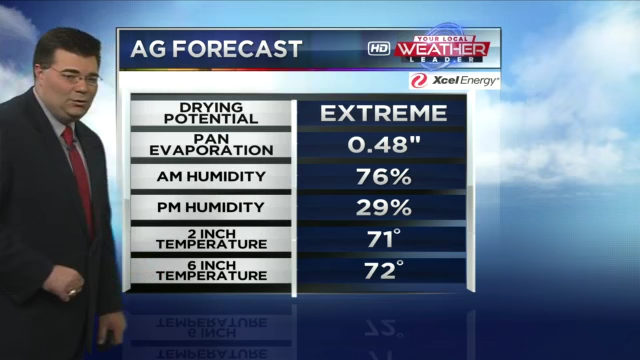 AG FORECAST
HD
YOUR LOCAL
WEATHER
LEADER
Xcel Energy®
DRYING
POTENTIAL
EXTREME
PAN
EVAPORATION
0.48"
AM HUMIDITY
76%
PM HUMIDITY
29%
2 INCH
TEMPERATURE
71°
6 INCH
TEMPERATURE
72°